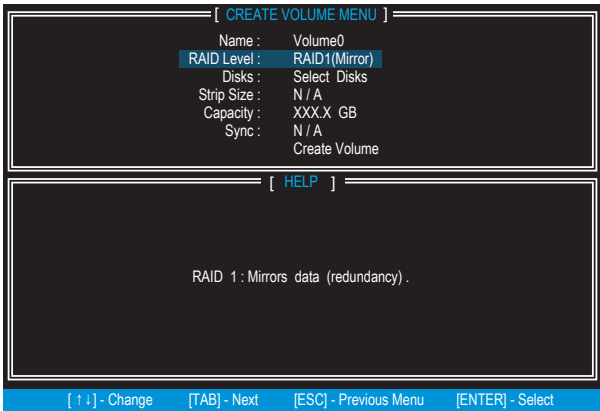 [ CREATE VOLUME MENU ]
Name : Volume0
RAID Level : RAID1(Mirror)
Disks : Select Disks
Strip Size : N / A
Capacity : XXX.X GB
Sync : N / A
Create Volume
[ HELP ]
RAID 1 : Mirrors data (redundancy) .
[ ↑↓] - Change [TAB] - Next [ESC] - Previous Menu [ENTER] - Select